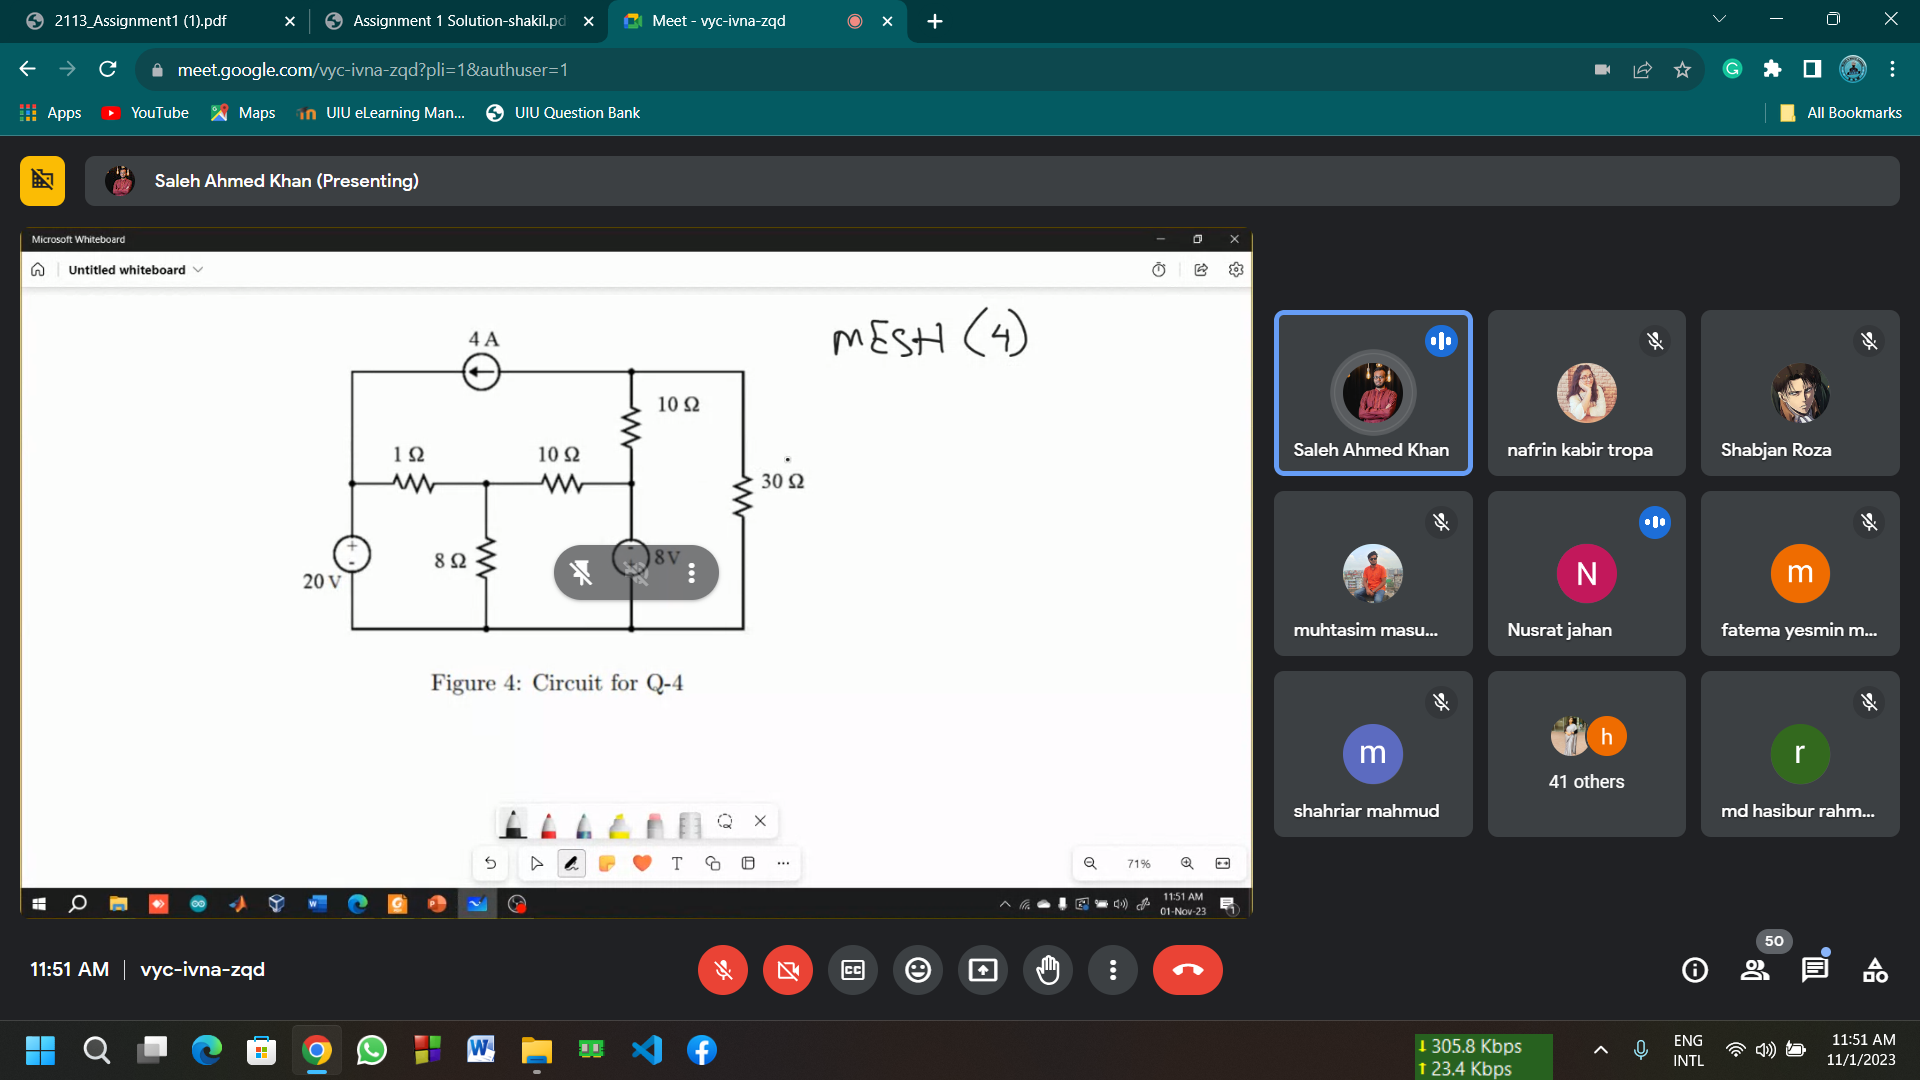 2113_Assignment1 (1).pdf
Assignment 1 Solution-shakil.pd
Meet - vyc-ivna-zqd
meet.google.com/vyc-ivna-zqd?pli=1&authuser=1
Apps
YouTube
Maps
UIU eLearning Man...
UIU Question Bank
All Bookmarks
Saleh Ahmed Khan (Presenting)
Microsoft Whiteboard
Untitled whiteboard
MESH (4)
4 A
10 Ω
1 Ω
10 Ω
30 Ω
8 Ω
8 V
20 V
Figure 4: Circuit for Q-4
71%
11:51 AM
01-Nov-23
1
Saleh Ahmed Khan
nafrin kabir tropa
Shabjan Roza
muhtasim masu...
N
Nusrat jahan
m
fatema yesmin m...
m
shahriar mahmud
h
41 others
r
md hasibur rahm...
11:51 AM
vyc-ivna-zqd
50
305.8 Kbps
23.4 Kbps
ENG
INTL
11:51 AM
11/1/2023